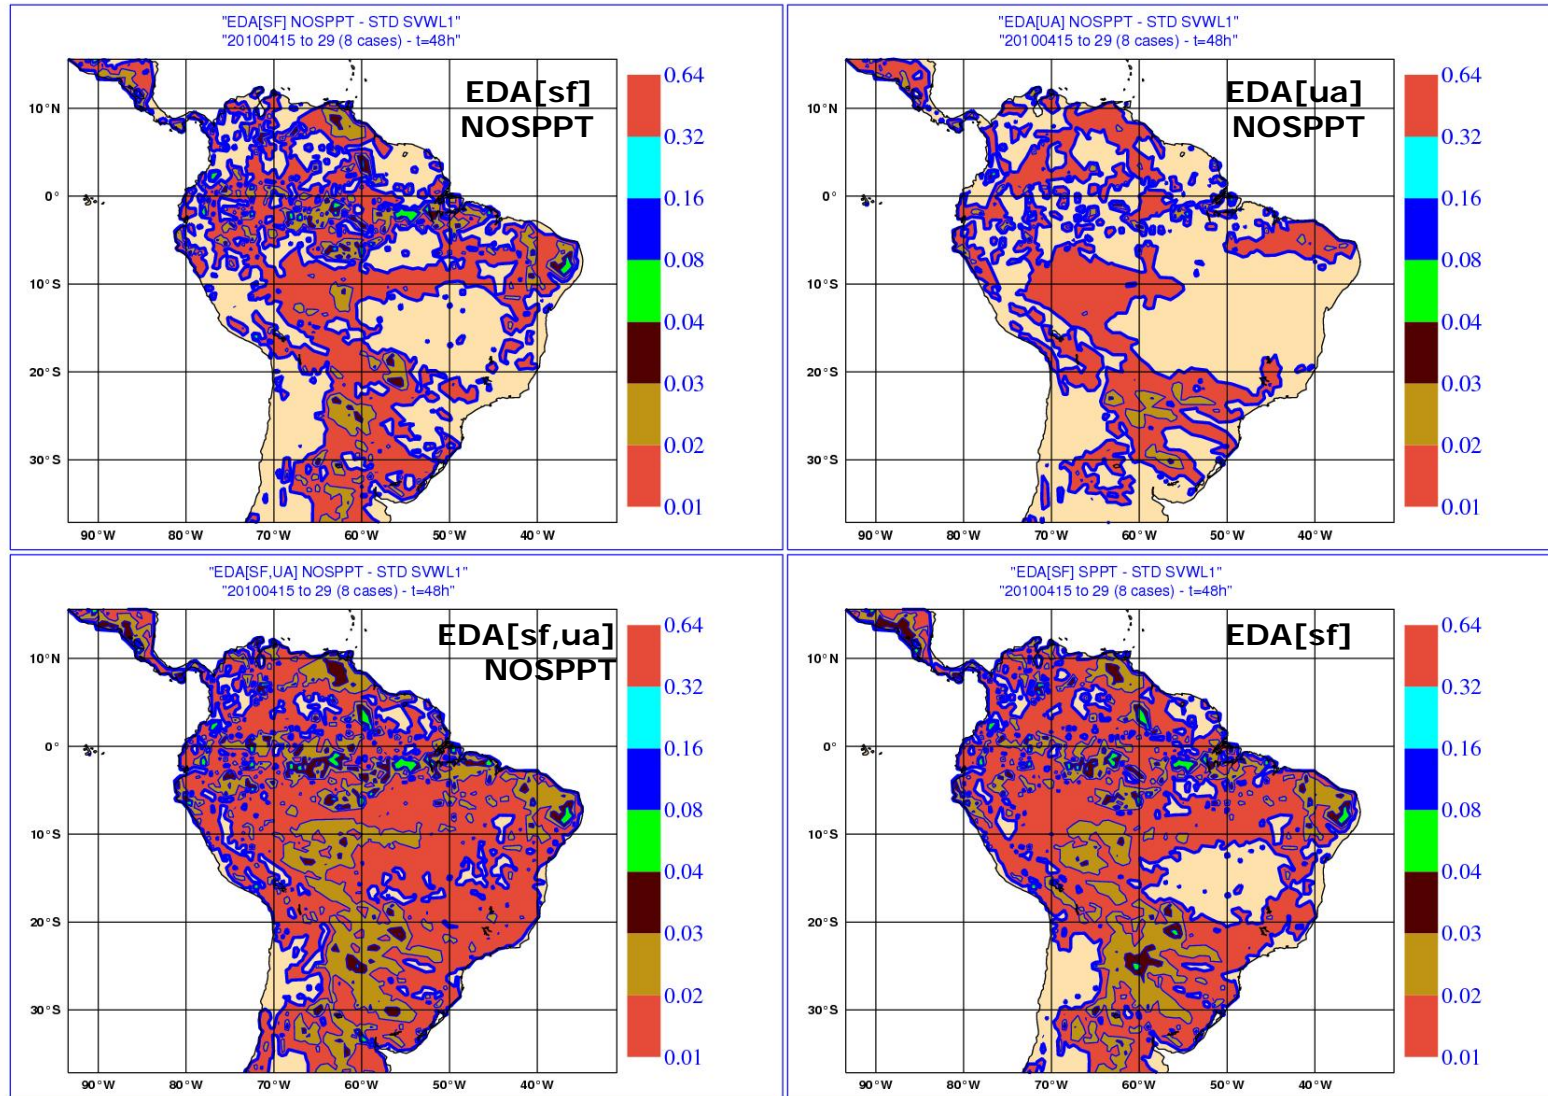 "EDA[SF] NOSPPT - STD SVWL1"
"20100415 to 29 (8 cases) - t=48h"
EDA[sf]
NOSPPT
10°N
0°
10°S
20°S
30°S
90°W 80°W 70°W 60°W 50°W 40°W
0.64
0.32
0.16
0.08
0.04
0.03
0.02
0.01
"EDA[UA] NOSPPT - STD SVWL1"
"20100415 to 29 (8 cases) - t=48h"
EDA[ua]
NOSPPT
10°N
0°
10°S
20°S
30°S
90°W 80°W 70°W 60°W 50°W 40°W
0.64
0.32
0.16
0.08
0.04
0.03
0.02
0.01
"EDA[SF,UA] NOSPPT - STD SVWL1"
"20100415 to 29 (8 cases) - t=48h"
EDA[sf,ua]
NOSPPT
10°N
0°
10°S
20°S
30°S
90°W 80°W 70°W 60°W 50°W 40°W
0.64
0.32
0.16
0.08
0.04
0.03
0.02
0.01
"EDA[SF] SPPT - STD SVWL1"
"20100415 to 29 (8 cases) - t=48h"
EDA[sf]
10°N
0°
10°S
20°S
30°S
90°W 80°W 70°W 60°W 50°W 40°W
0.64
0.32
0.16
0.08
0.04
0.03
0.02
0.01